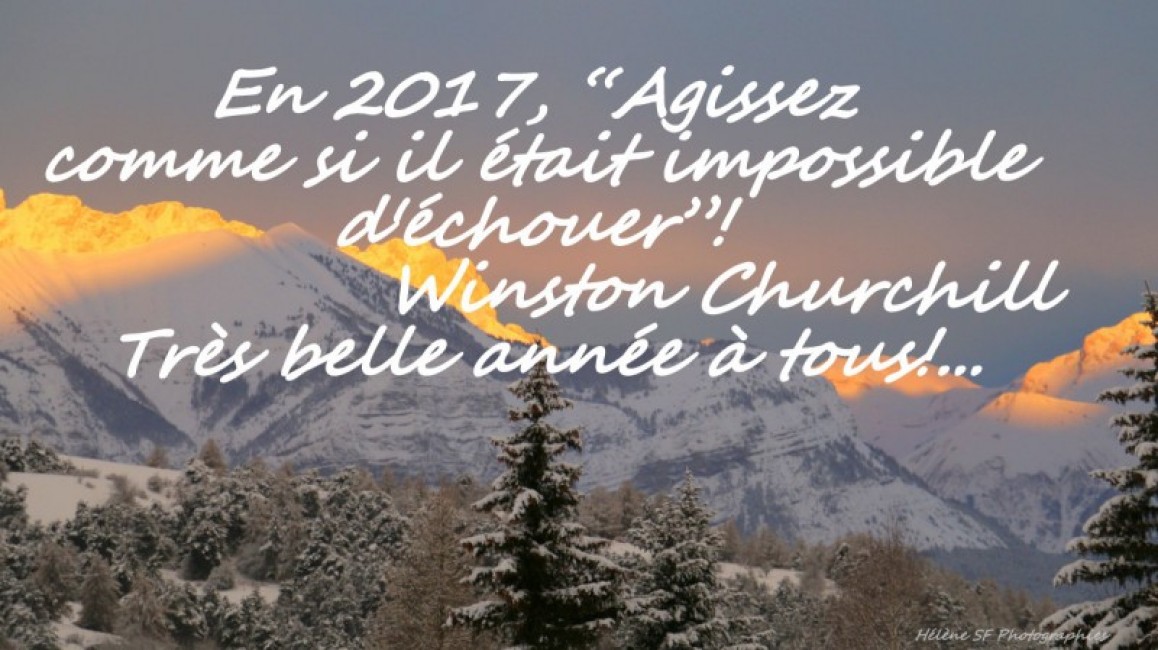 En 2017, “Agissez
comme si il était impossible
d'échouer”!
Winston Churchill
Très belle année à tous!...
Hélène SF Photographies